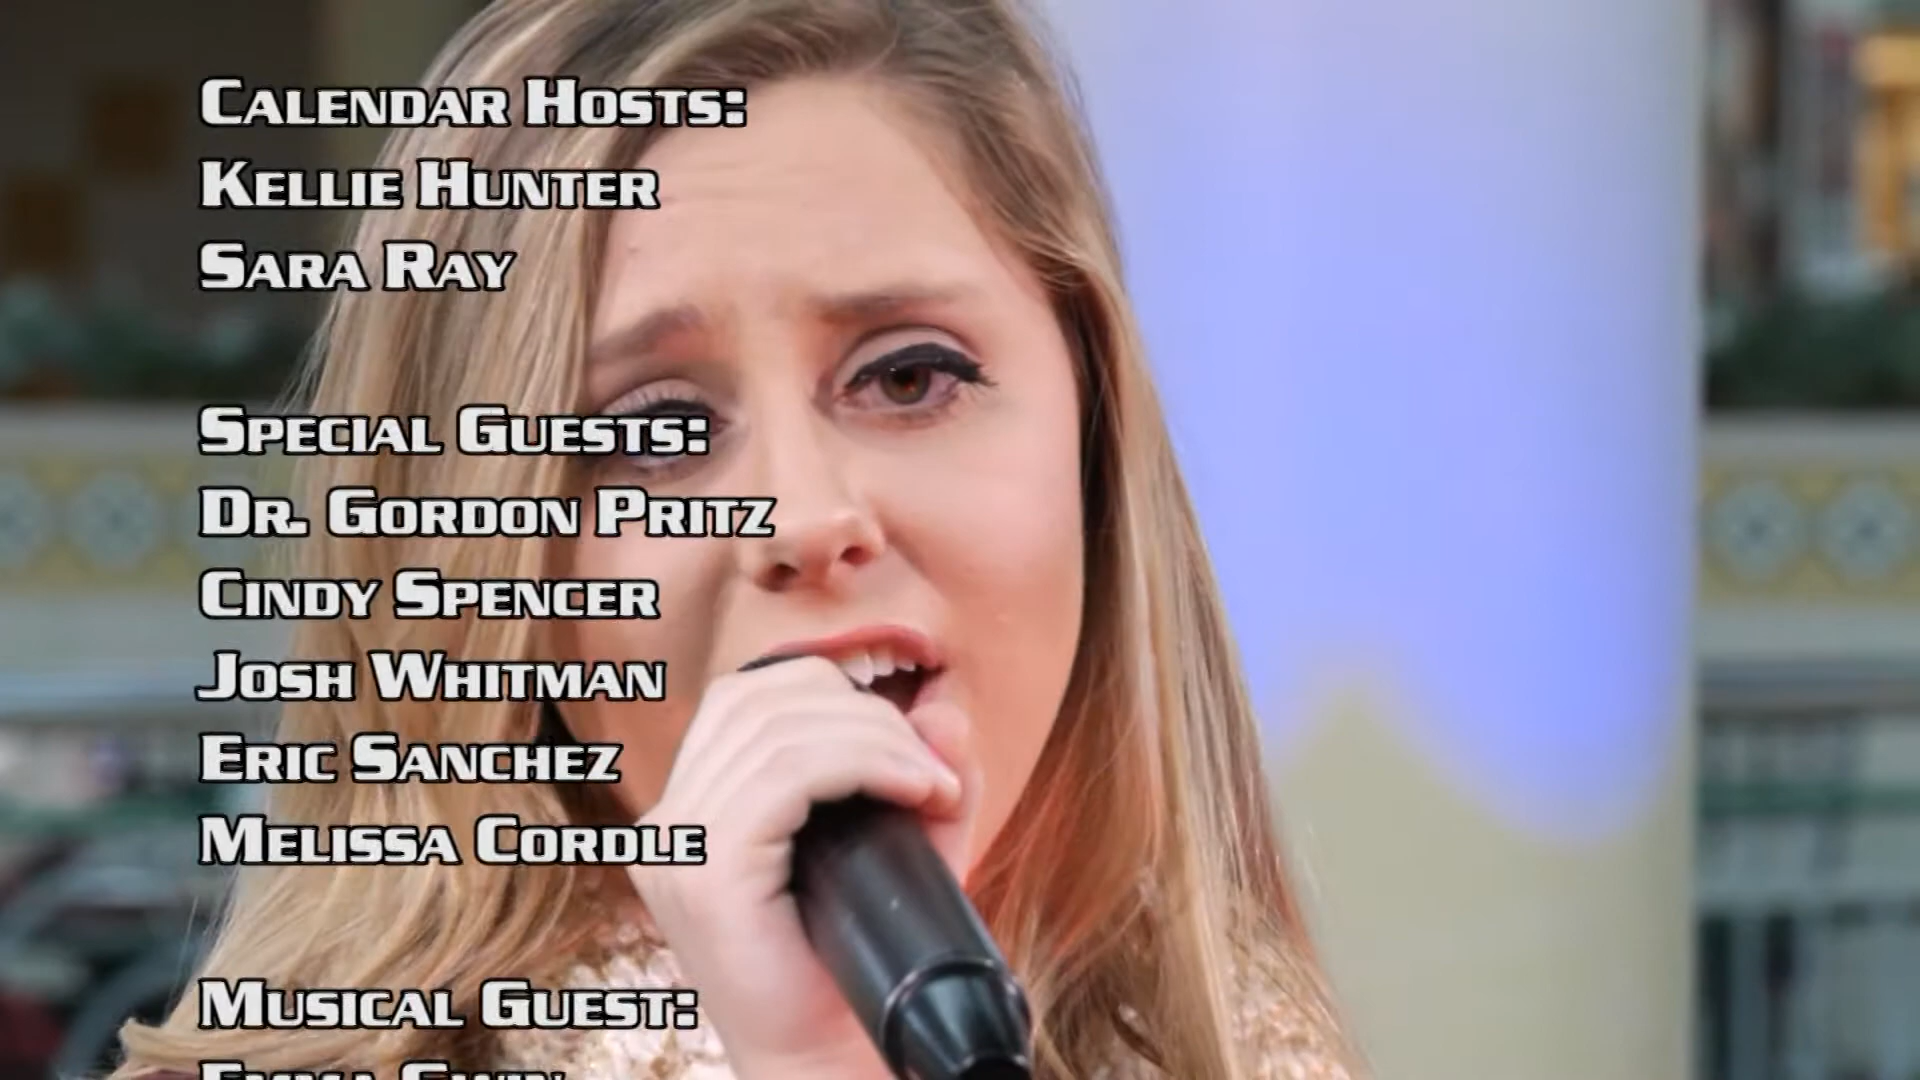 Calendar Hosts:
Kellie Hunter
Sara Ray
Special Guests:
Dr. Gordon Pritz
Cindy Spencer
Josh Whitman
Eric Sanchez
Melissa Cordle
Musical Guest: